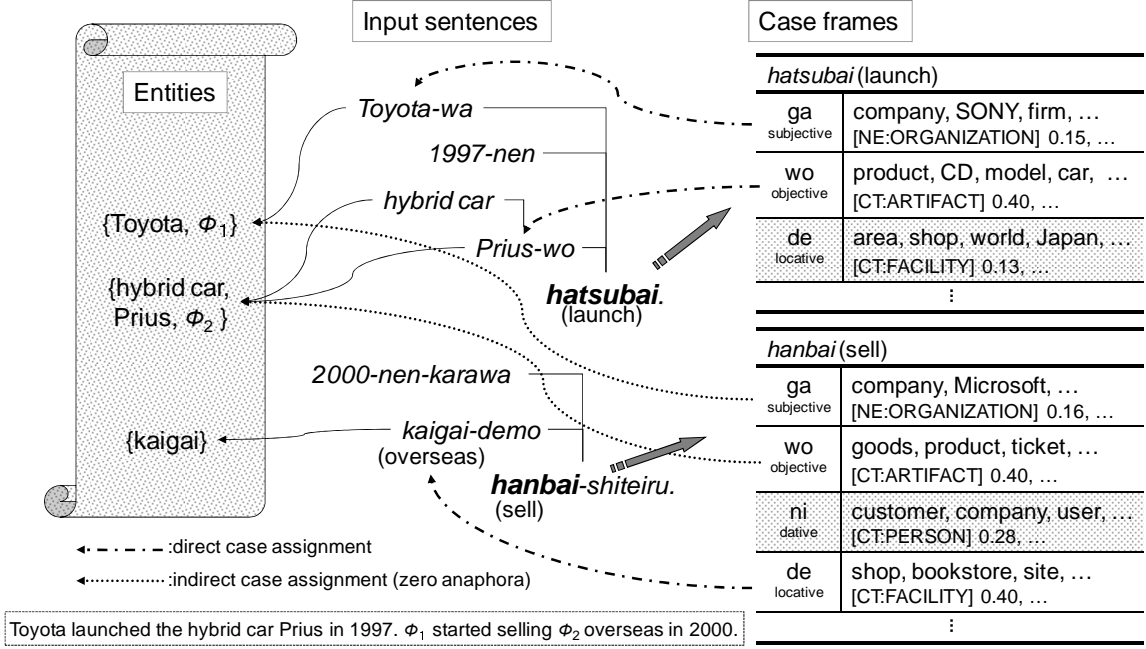 Input sentences
Case frames
Entities
{Toyota, Φ1}
{hybrid car,
Prius, Φ2 }
{kaigai}
Toyota-wa
1997-nen
hybrid car
Prius-wo
hatsubai.
(launch)
2000-nen-karawa
kaigai-demo
(overseas)
hanbai-shiteiru.
(sell)
hatsubai (launch)
ga
subjective
company, SONY, firm, …
[NE:ORGANIZATION] 0.15, …
wo
objective
product, CD, model, car, …
[CT:ARTIFACT] 0.40, …
de
locative
area, shop, world, Japan, …
[CT:FACILITY] 0.13, …
⋮
hanbai (sell)
ga
subjective
company, Microsoft, …
[NE:ORGANIZATION] 0.16, …
wo
objective
goods, product, ticket, …
[CT:ARTIFACT] 0.40, …
ni
dative
customer, company, user, …
[CT:PERSON] 0.28, …
de
locative
shop, bookstore, site, …
[CT:FACILITY] 0.40, …
⋮
:direct case assignment
:indirect case assignment (zero anaphora)
Toyota launched the hybrid car Prius in 1997. Φ1 started selling Φ2 overseas in 2000.